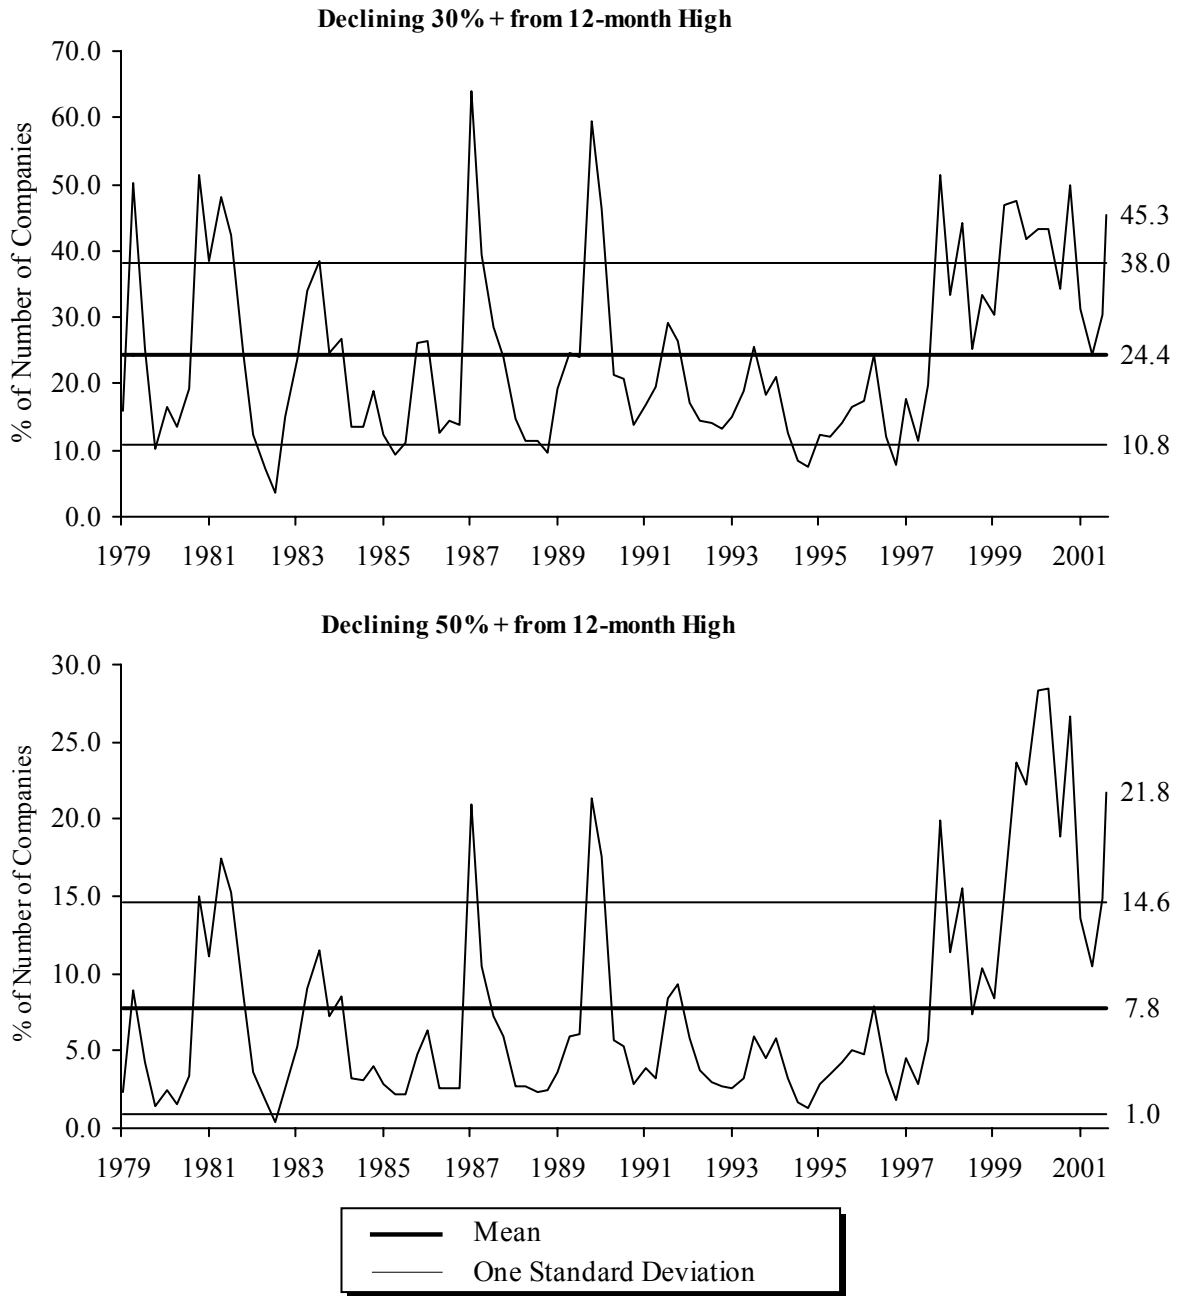 Declining 30% + from 12-month High
% of Number of Companies
70.0
60.0
50.0
40.0
30.0
20.0
10.0
0.0
45.3
38.0
24.4
10.8
1979 1981 1983 1985 1987 1989 1991 1993 1995 1997 1999 2001
Declining 50% + from 12-month High
% of Number of Companies
30.0
25.0
20.0
15.0
10.0
5.0
0.0
21.8
14.6
7.8
1.0
1979 1981 1983 1985 1987 1989 1991 1993 1995 1997 1999 2001
Mean
One Standard Deviation